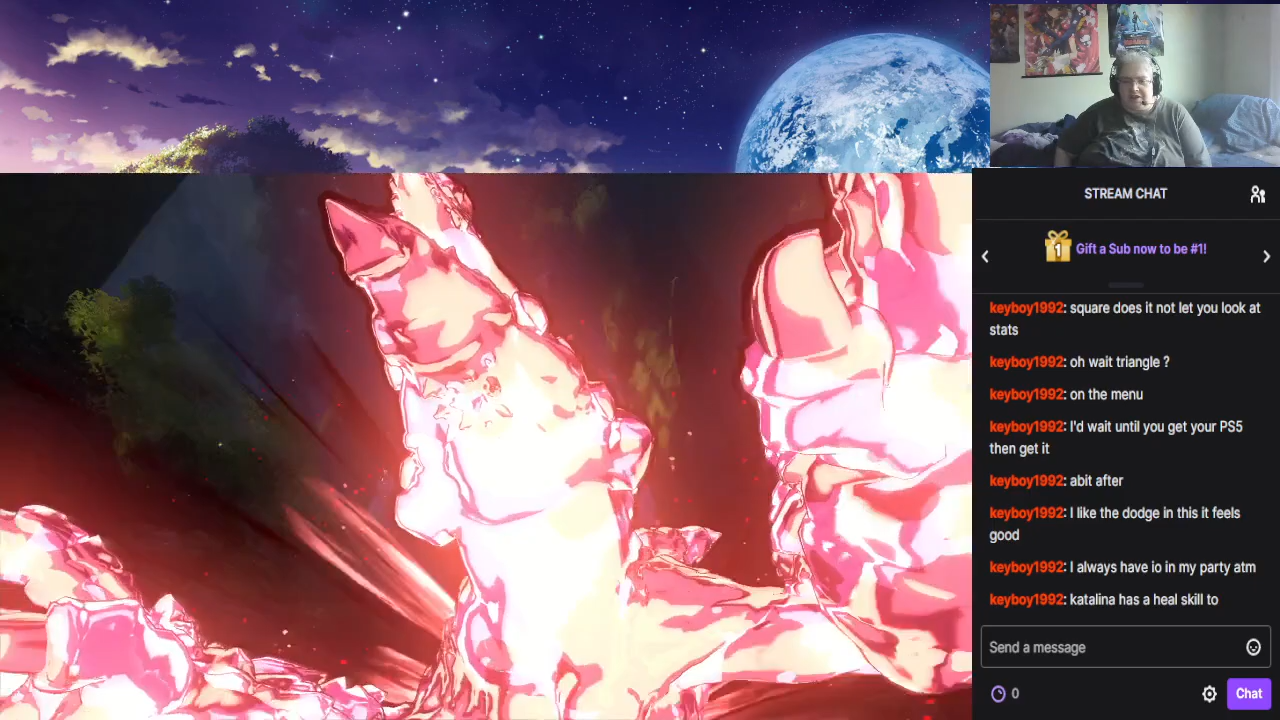 STREAM CHAT
1
Gift a Sub now to be #1!
keyboy1992: square does it not let you look at
stats
keyboy1992: oh wait triangle ?
keyboy1992: on the menu
keyboy1992: I'd wait until you get your PS5
then get it
keyboy1992: abit after
keyboy1992: I like the dodge in this it feels
good
keyboy1992: I always have io in my party atm
keyboy1992: katalina has a heal skill to
Send a message
0
Chat